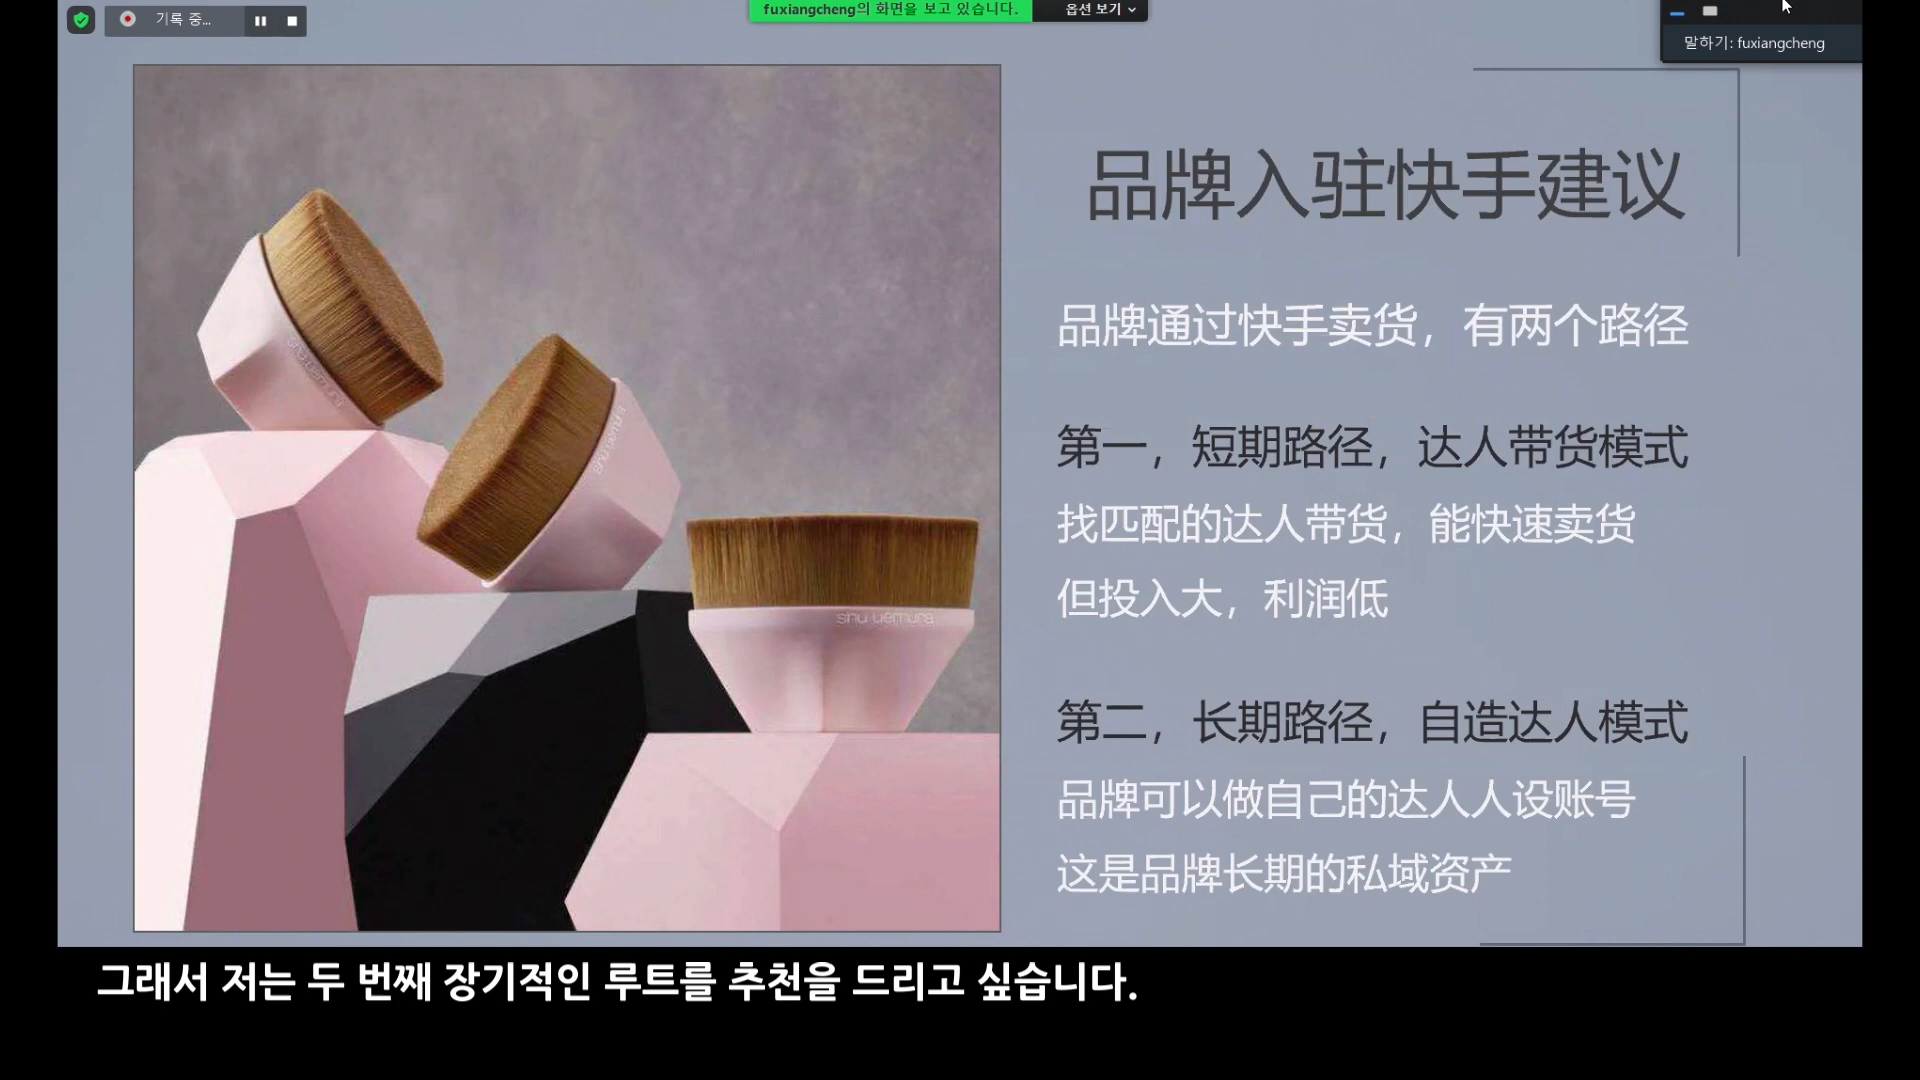 기록 중...
fuxiangcheng의 화면을 보고 있습니다.
옵션 보기
말하기: fuxiangcheng
品牌入驻快手建议
品牌通过快手卖货，有两个路径
第一，短期路径，达人带货模式
找匹配的达人带货，能快速卖货
但投入大，利润低
第二，长期路径，自造达人模式
品牌可以做自己的达人人设账号
这是品牌长期的私域资产
shu uemura
shu uemura
shu uemura
그래서 저는 두 번째 장기적인 루트를 추천을 드리고 싶습니다.